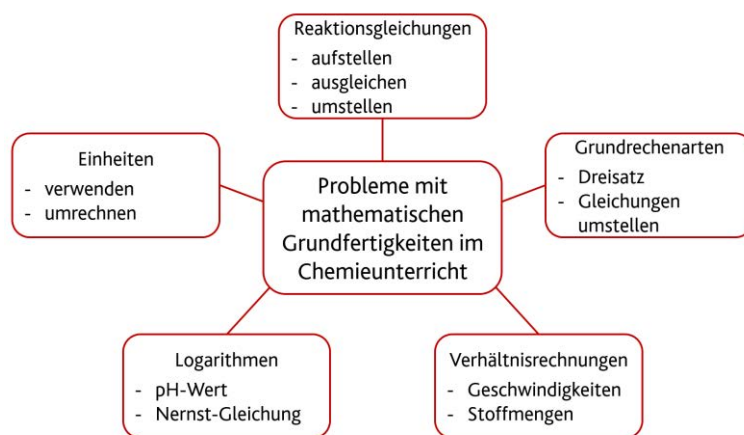 Reaktionsgleichungen
- aufstellen
- ausgleichen
- umstellen
Einheiten
- verwenden
- umrechnen
Probleme mit
mathematischen
Grundfertigkeiten im
Chemieunterricht
Grundrechenarten
- Dreisatz
- Gleichungen
umstellen
Logarithmen
- pH-Wert
- Nernst-Gleichung
Verhältnisrechnungen
- Geschwindigkeiten
- Stoffmengen